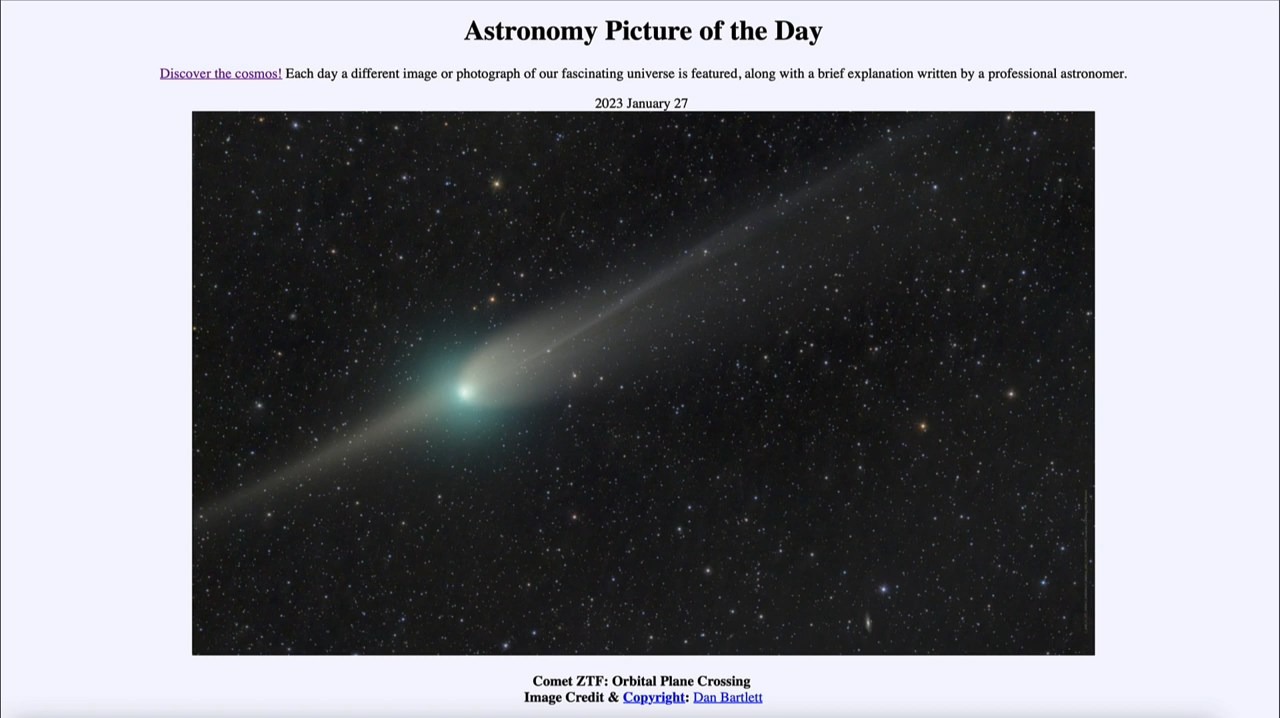 Astronomy Picture of the Day
Discover the cosmos! Each day a different image or photograph of our fascinating universe is featured, along with a brief explanation written by a professional astronomer.
2023 January 27
Comet ZTF: Orbital Plane Crossing
Image Credit & Copyright: Dan Bartlett